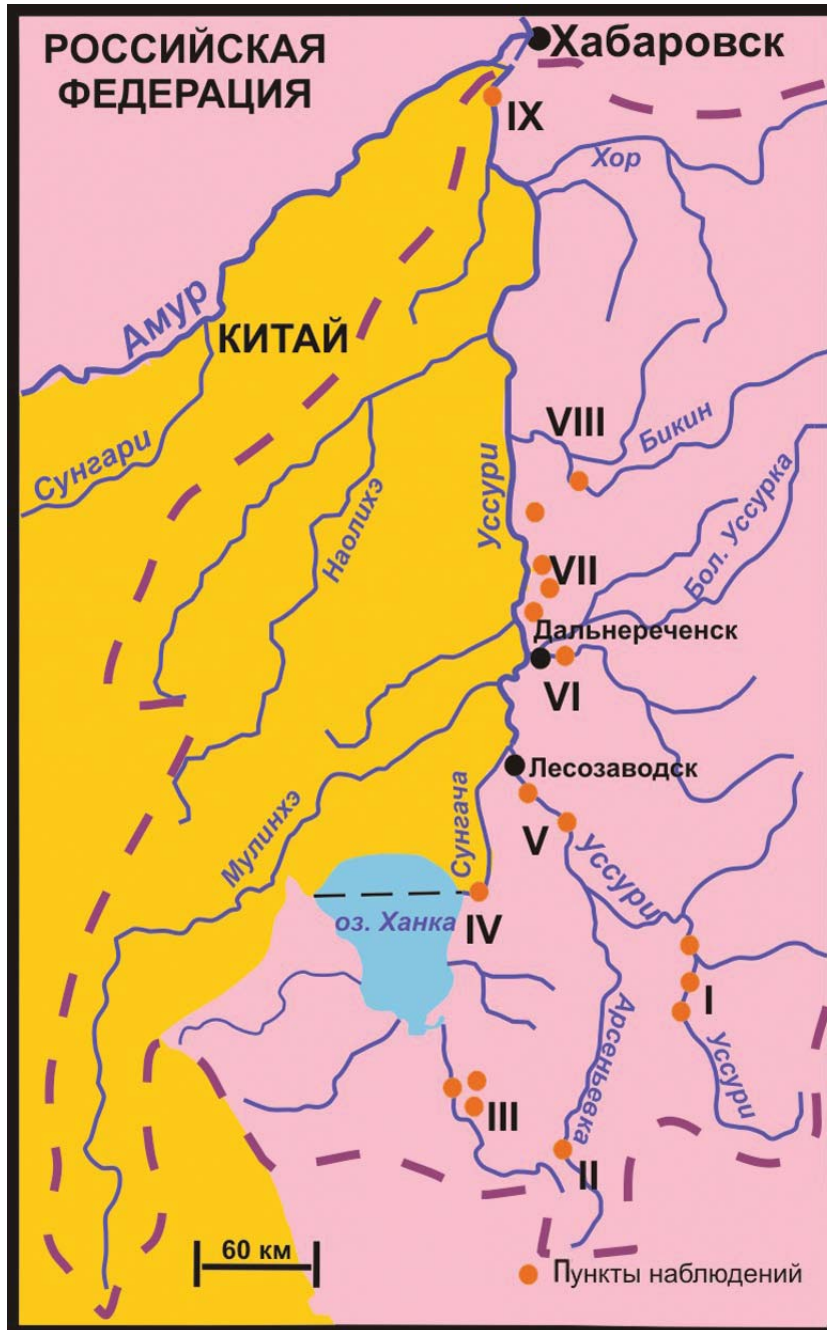 РОССИЙСКАЯ
ФЕДЕРАЦИЯ
Хабаровск
IX
Хор
Амур
КИТАЙ
Сунгари
VIII
Бикин
Уссури
Наолихэ
Бол. Уссурка
VII
Дальнереченск
VI
Лесозаводск
Сунгача
Мулинхэ
V
Уссури
оз. Ханка
IV
I
Арсеньевка
Уссури
III
II
60 км
Пункты наблюдений